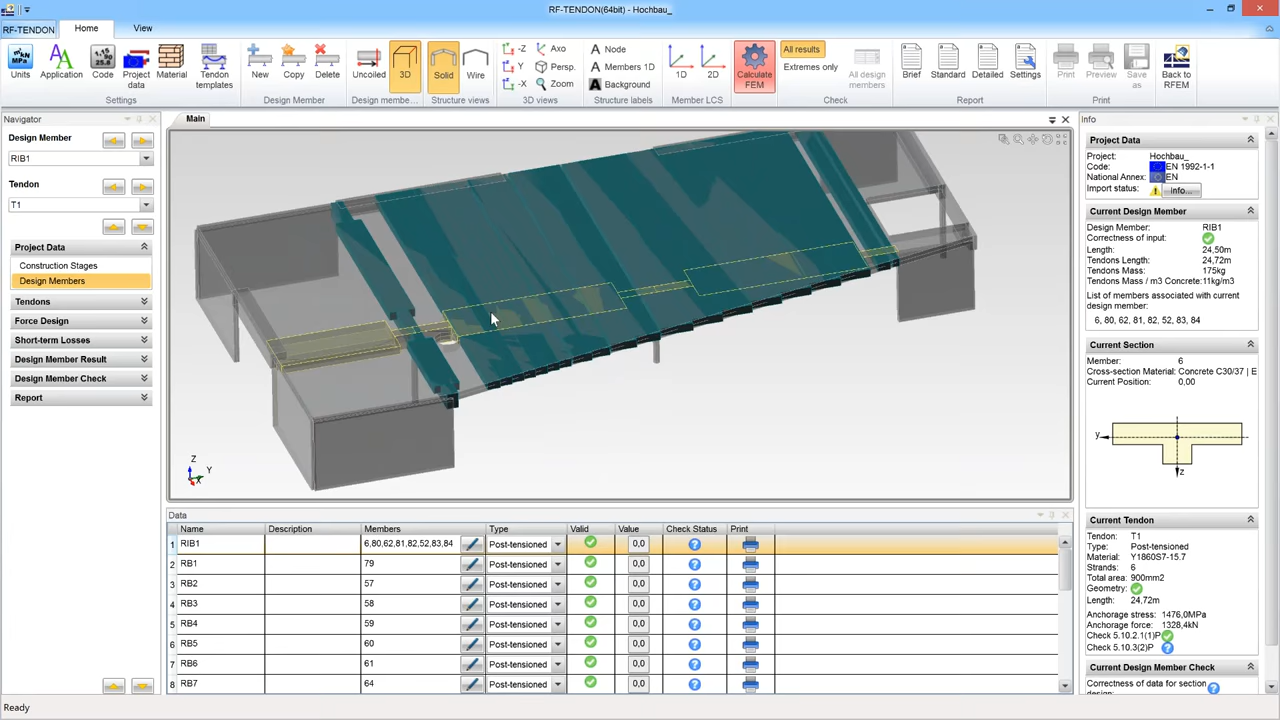 RF-TENDON(64bit) - Hochbau_
RF-TENDON
Home
View
Units
Application
Code
Project data
Material
Tendon templates
Settings
New
Copy
Delete
Design Member
Uncoiled
3D
Design membe...
Solid
Wire
Structure views
-Z
Axo
Y
Persp.
-X
Zoom
3D views
Node
Members 1D
Background
Structure labels
1D
2D
Member LCS
Calculate FEM
All results
Extremes only
All design members
Check
Brief
Standard
Detailed
Settings
Report
Print
Preview
Save as
Print
Back to RFEM
Navigator
Design Member
RIB1
Tendon
T1
Project Data
Construction Stages
Design Members
Tendons
Force Design
Short-term Losses
Design Member Result
Design Member Check
Report
Main
Z
Y
X
Data
Name Description Members Type Valid Value Check Status Print
1 RIB1 6,80,62,81,82,52,83,84 Post-tensioned 0,0
2 RB1 79 Post-tensioned 0,0
3 RB2 57 Post-tensioned 0,0
4 RB3 58 Post-tensioned 0,0
5 RB4 59 Post-tensioned 0,0
6 RB5 60 Post-tensioned 0,0
7 RB6 61 Post-tensioned 0,0
8 RB7 64 Post-tensioned 0,0
Info
Project Data
Project: Hochbau_
Code: EN 1992-1-1
National Annex: EN
Import status: Info...
Current Design Member
Design Member: RIB1
Correctness of input:
Length: 24,50m
Tendons Length: 24,72m
Tendons Mass: 175kg
Tendons Mass / m3 Concrete: 11kg/m3
List of members associated with current
design member:
6, 80, 62, 81, 82, 52, 83, 84
Current Section
Member: 6
Cross-section Material: Concrete C30/37 | E
Current Position: 0.00
y
z
Current Tendon
Tendon: T1
Type: Post-tensioned
Material: Y1860S7-15.7
Strands: 6
Total area: 900mm2
Geometry:
Length: 24,72m
Anchorage stress: 1476,0MPa
Anchorage force: 1328,4kN
Check 5.10.2.1(1)P
Check 5.10.3(2)P
Current Design Member Check
Correctness of data for section
Ready